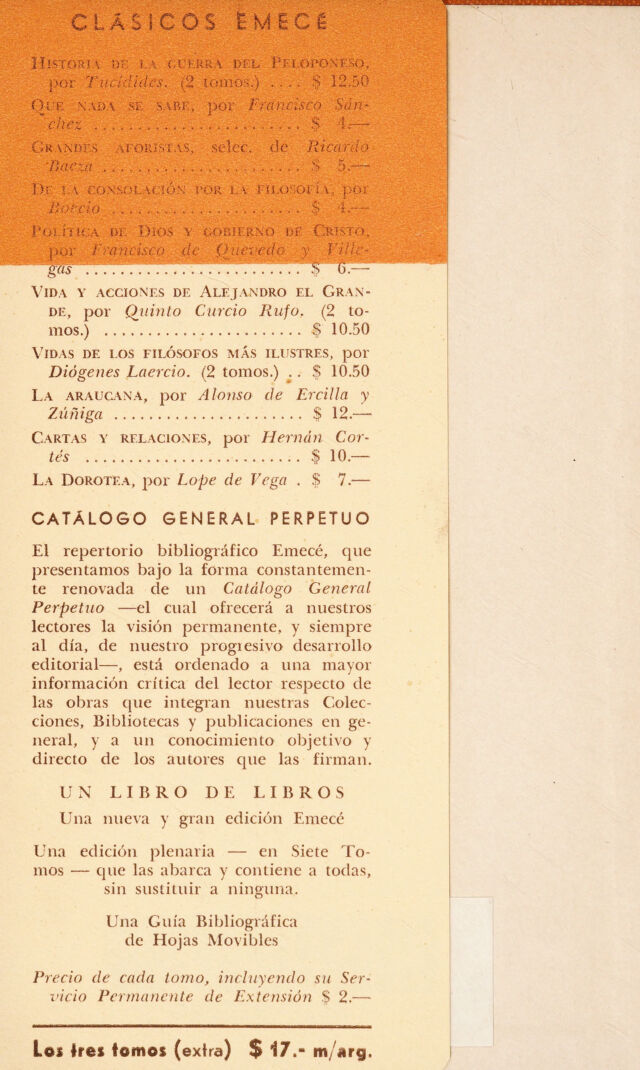 CLÁSICOS EMECÉ
HISTORIA DE LA GUERRA DEL PELOPONESO,
por Tucídides. (2 tomos.) .... $ 12.50
QUE NADA SE SABE, por Francisco Sán-
chez ........................ $ 4.—
GRANDES AFORISTAS, selec. de Ricardo
Baeza ........................ $ 5.—
DE LA CONSOLACIÓN POR LA FILOSOFÍA, por
Boecio ...................... $ 4.—
POLÍTICA DE DIOS Y GOBIERNO DE CRISTO,
por Francisco de Quevedo y Ville-
gas ......................... $ 6.—
VIDA Y ACCIONES DE ALEJANDRO EL GRAN-
DE, por Quinto Curcio Rufo. (2 to-
mos.) ....................... $ 10.50
VIDAS DE LOS FILÓSOFOS MÁS ILUSTRES, por
Diógenes Laercio. (2 tomos.) .. $ 10.50
LA ARAUCANA, por Alonso de Ercilla y
Zúñiga ...................... $ 12.—
CARTAS Y RELACIONES, por Hernán Cor-
tés ......................... $ 10.—
LA DOROTEA, por Lope de Vega . $ 7.—
CATÁLOGO GENERAL PERPETUO
El repertorio bibliográfico Emecé, que
presentamos bajo la forma constantemen-
te renovada de un Catálogo General
Perpetuo —el cual ofrecerá a nuestros
lectores la visión permanente, y siempre
al día, de nuestro progresivo desarrollo
editorial—, está ordenado a una mayor
información crítica del lector respecto de
las obras que integran nuestras Colec-
ciones, Bibliotecas y publicaciones en ge-
neral, y a un conocimiento objetivo y
directo de los autores que las firman.
UN LIBRO DE LIBROS
Una nueva y gran edición Emecé
Una edición plenaria — en Siete To-
mos — que las abarca y contiene a todas,
sin sustituir a ninguna.
Una Guía Bibliográfica
de Hojas Movibles
Precio de cada tomo, incluyendo su Ser-
vicio Permanente de Extensión $ 2.—
Los tres tomos (extra) $ 17.- m/arg.